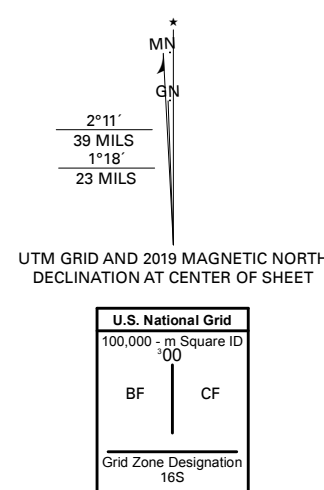 ★
MN
GN
2°11´
39 MILS
1°18´
23 MILS
UTM GRID AND 2019 MAGNETIC NORTH
DECLINATION AT CENTER OF SHEET
U.S. National Grid
100,000 - m Square ID
³00
BF CF
Grid Zone Designation
16S